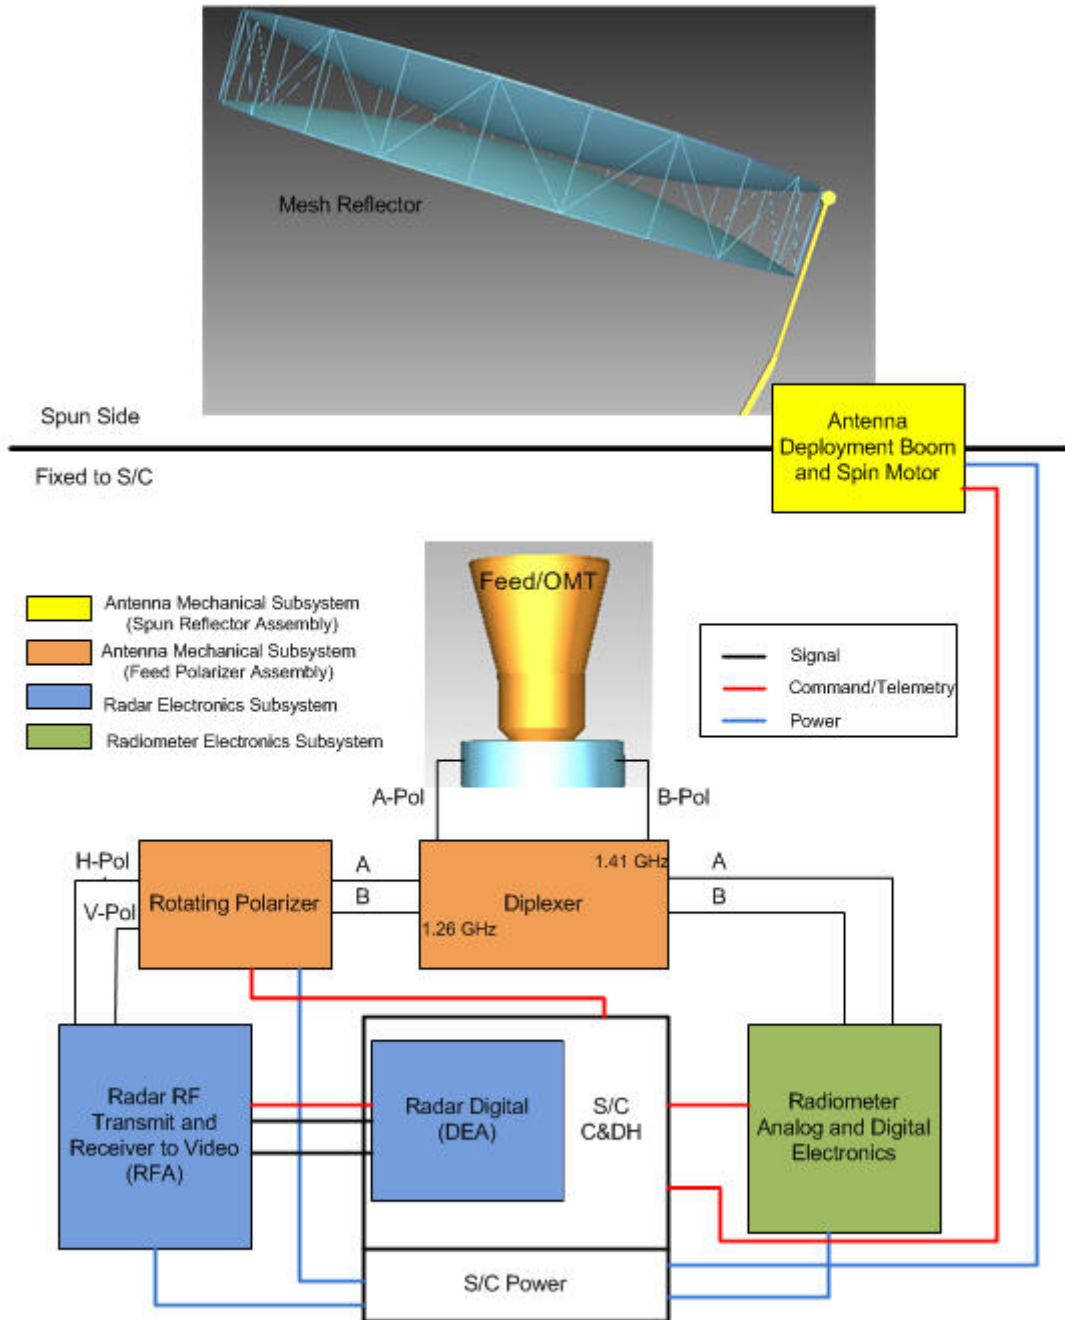 Mesh Reflector
Spun Side
Fixed to S/C
Antenna
Deployment Boom
and Spin Motor
Feed/OMT
Antenna Mechanical Subsystem
(Spun Reflector Assembly)
Antenna Mechanical Subsystem
(Feed Polarizer Assembly)
Radar Electronics Subsystem
Radiometer Electronics Subsystem
Signal
Command/Telemetry
Power
A-Pol
B-Pol
H-Pol
V-Pol
Rotating Polarizer
A
B
1.41 GHz
Diplexer
1.26 GHz
A
B
Radar RF
Transmit and
Receiver to Video
(RFA)
Radar Digital
(DEA)
S/C
C&DH
Radiometer
Analog and Digital
Electronics
S/C Power